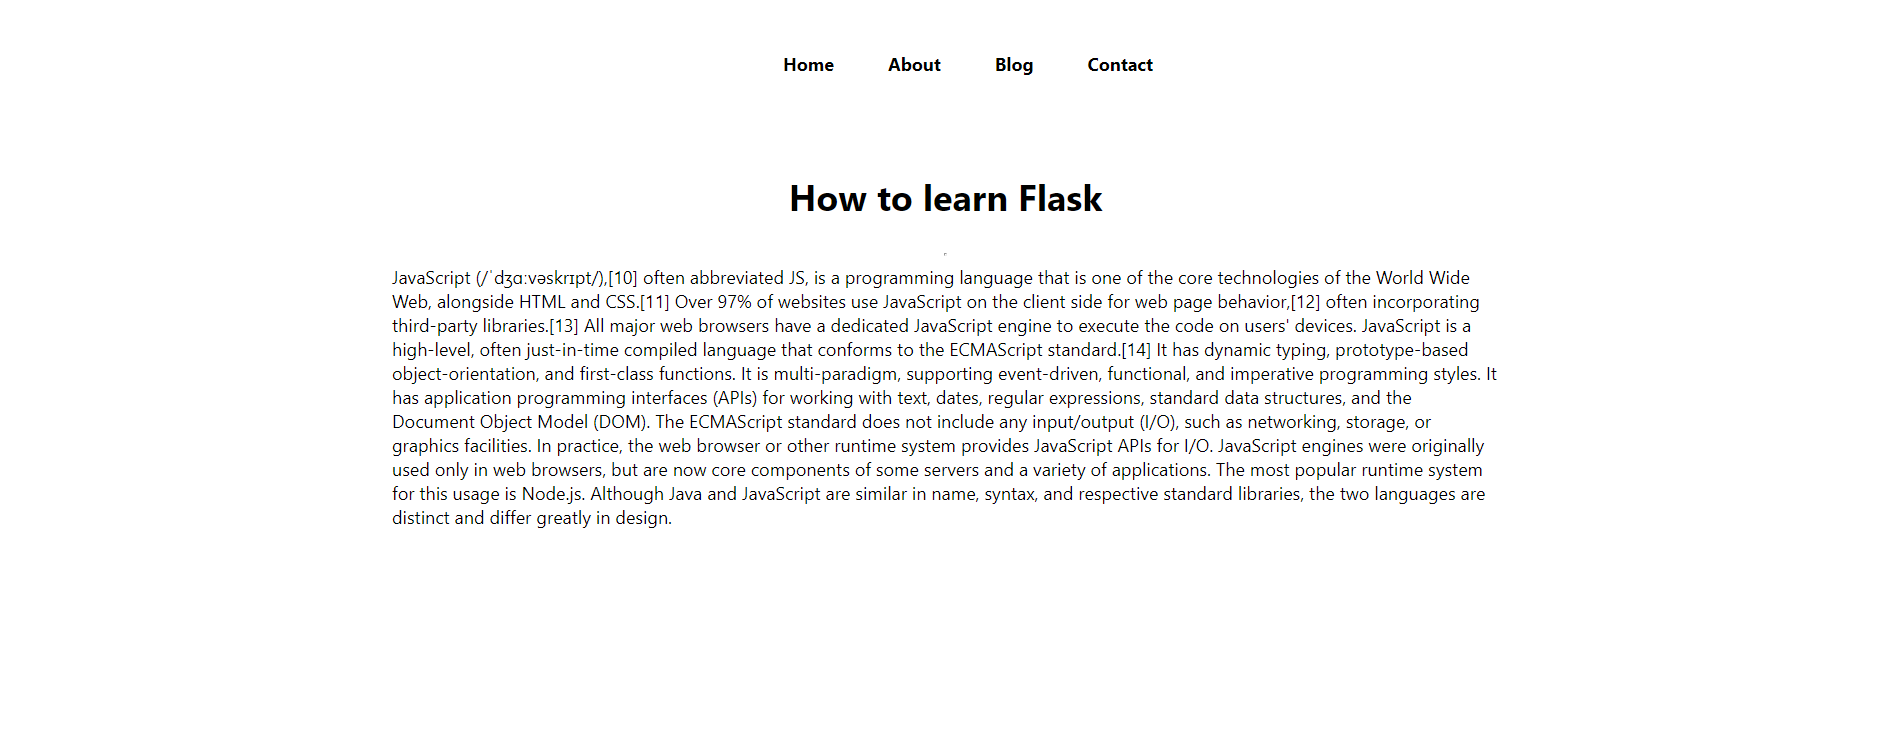 Home About Blog Contact
How to learn Flask
JavaScript (/ˈdʒɑːvəskrɪpt/),[10] often abbreviated JS, is a programming language that is one of the core technologies of the World Wide
Web, alongside HTML and CSS.[11] Over 97% of websites use JavaScript on the client side for web page behavior,[12] often incorporating
third-party libraries.[13] All major web browsers have a dedicated JavaScript engine to execute the code on users' devices. JavaScript is a
high-level, often just-in-time compiled language that conforms to the ECMAScript standard.[14] It has dynamic typing, prototype-based
object-orientation, and first-class functions. It is multi-paradigm, supporting event-driven, functional, and imperative programming styles. It
has application programming interfaces (APIs) for working with text, dates, regular expressions, standard data structures, and the
Document Object Model (DOM). The ECMAScript standard does not include any input/output (I/O), such as networking, storage, or
graphics facilities. In practice, the web browser or other runtime system provides JavaScript APIs for I/O. JavaScript engines were originally
used only in web browsers, but are now core components of some servers and a variety of applications. The most popular runtime system
for this usage is Node.js. Although Java and JavaScript are similar in name, syntax, and respective standard libraries, the two languages are
distinct and differ greatly in design.